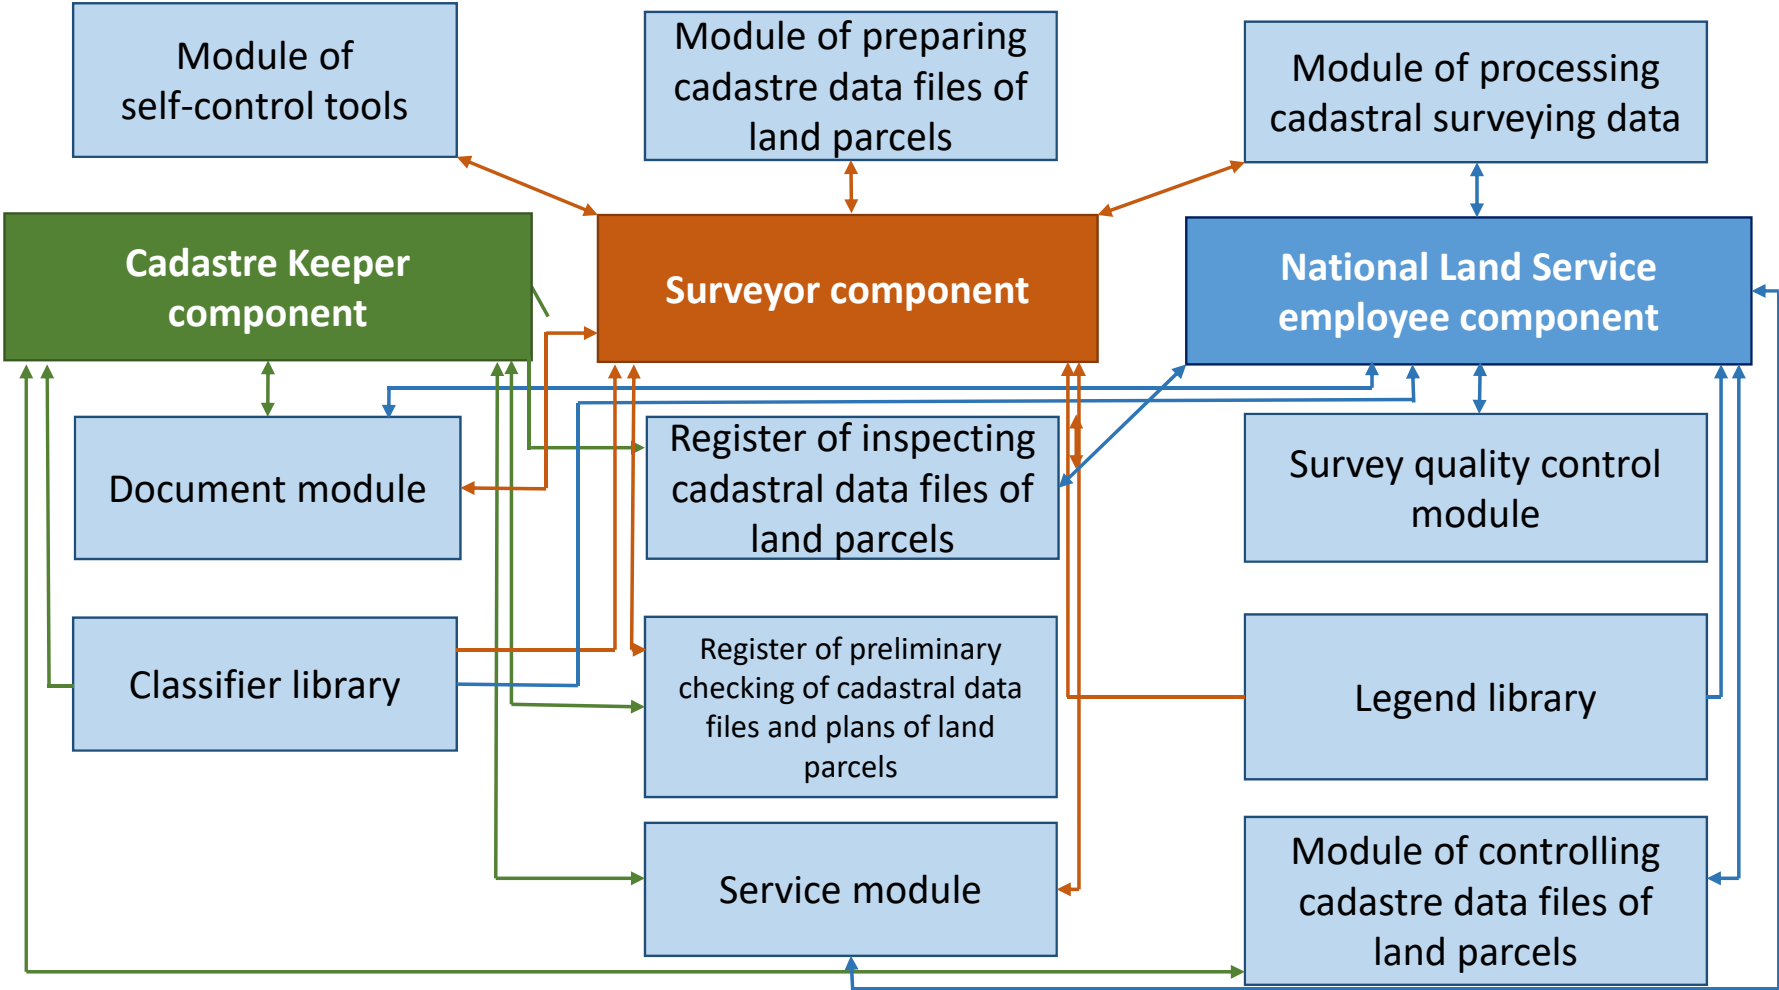 Module of
self-control tools
Module of preparing
cadastre data files of
land parcels
Module of processing
cadastral surveying data
Cadastre Keeper
component
Surveyor component
National Land Service
employee component
Document module
Register of inspecting
cadastral data files of
land parcels
Survey quality control
module
Classifier library
Register of preliminary
checking of cadastral data
files and plans of land
parcels
Legend library
Service module
Module of controlling
cadastre data files of
land parcels